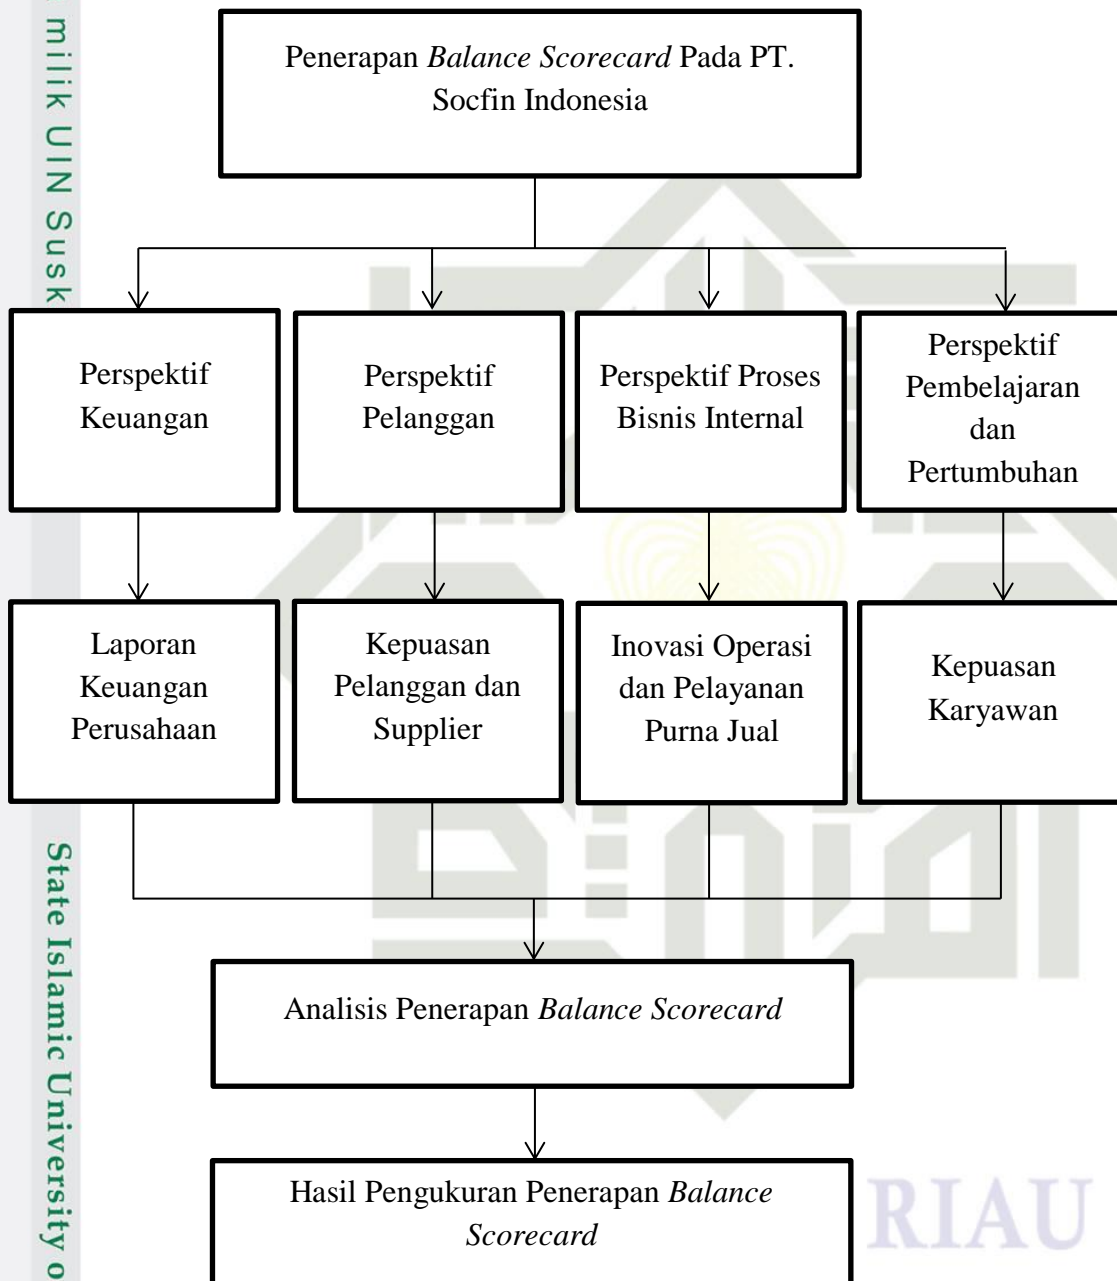 milik UIN Susk
State Islamic University o
Penerapan Balance Scorecard Pada PT.
Socfin Indonesia
Perspektif
Keuangan
Perspektif
Pelanggan
Perspektif Proses
Bisnis Internal
Perspektif
Pembelajaran
dan
Pertumbuhan
Laporan
Keuangan
Perusahaan
Kepuasan
Pelanggan dan
Supplier
Inovasi Operasi
dan Pelayanan
Purna Jual
Kepuasan
Karyawan
Analisis Penerapan Balance Scorecard
Hasil Pengukuran Penerapan Balance
Scorecard
RIAU